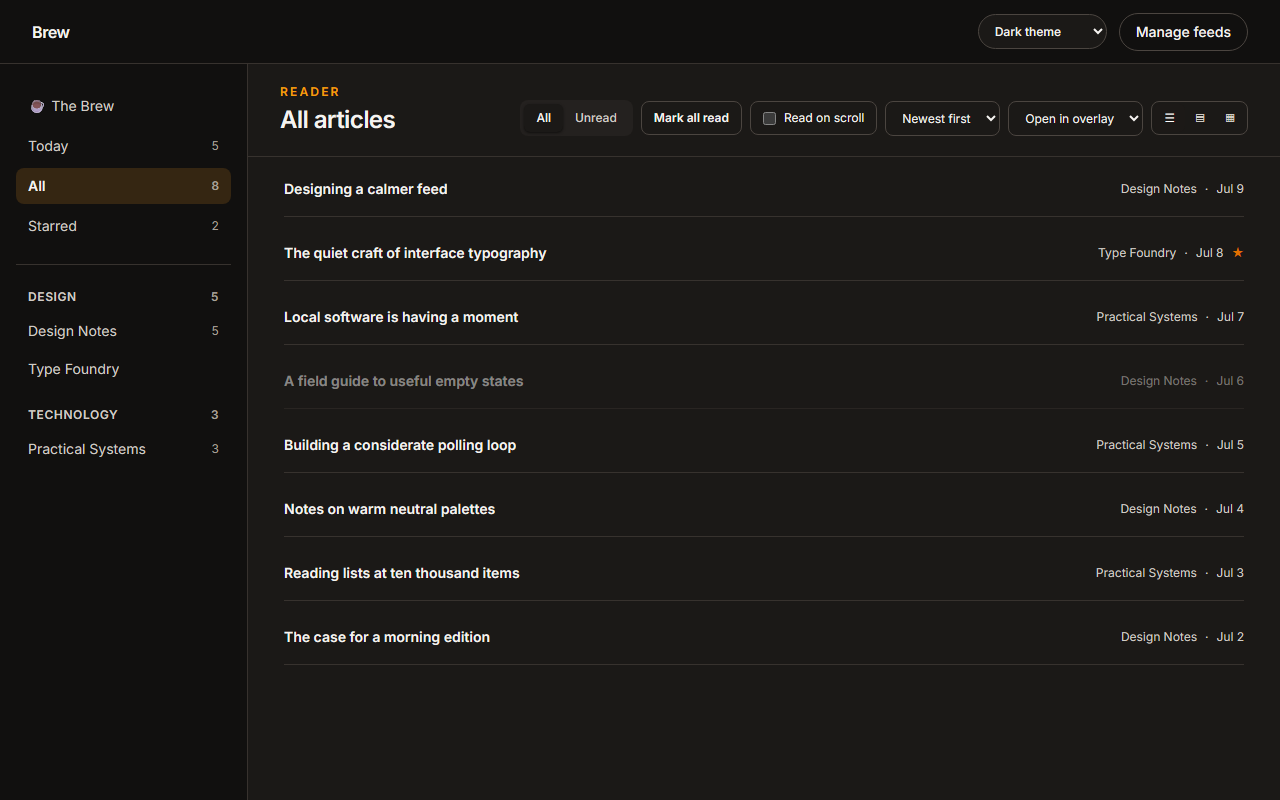 Brew
Dark theme
Manage feeds
The Brew
Today 5
All 8
Starred 2
DESIGN 5
Design Notes 5
Type Foundry
TECHNOLOGY 3
Practical Systems 3
READER
All articles
All Unread Mark all read Read on scroll Newest first Open in overlay
Designing a calmer feed Design Notes · Jul 9
The quiet craft of interface typography Type Foundry · Jul 8 ★
Local software is having a moment Practical Systems · Jul 7
A field guide to useful empty states Design Notes · Jul 6
Building a considerate polling loop Practical Systems · Jul 5
Notes on warm neutral palettes Design Notes · Jul 4
Reading lists at ten thousand items Practical Systems · Jul 3
The case for a morning edition Design Notes · Jul 2